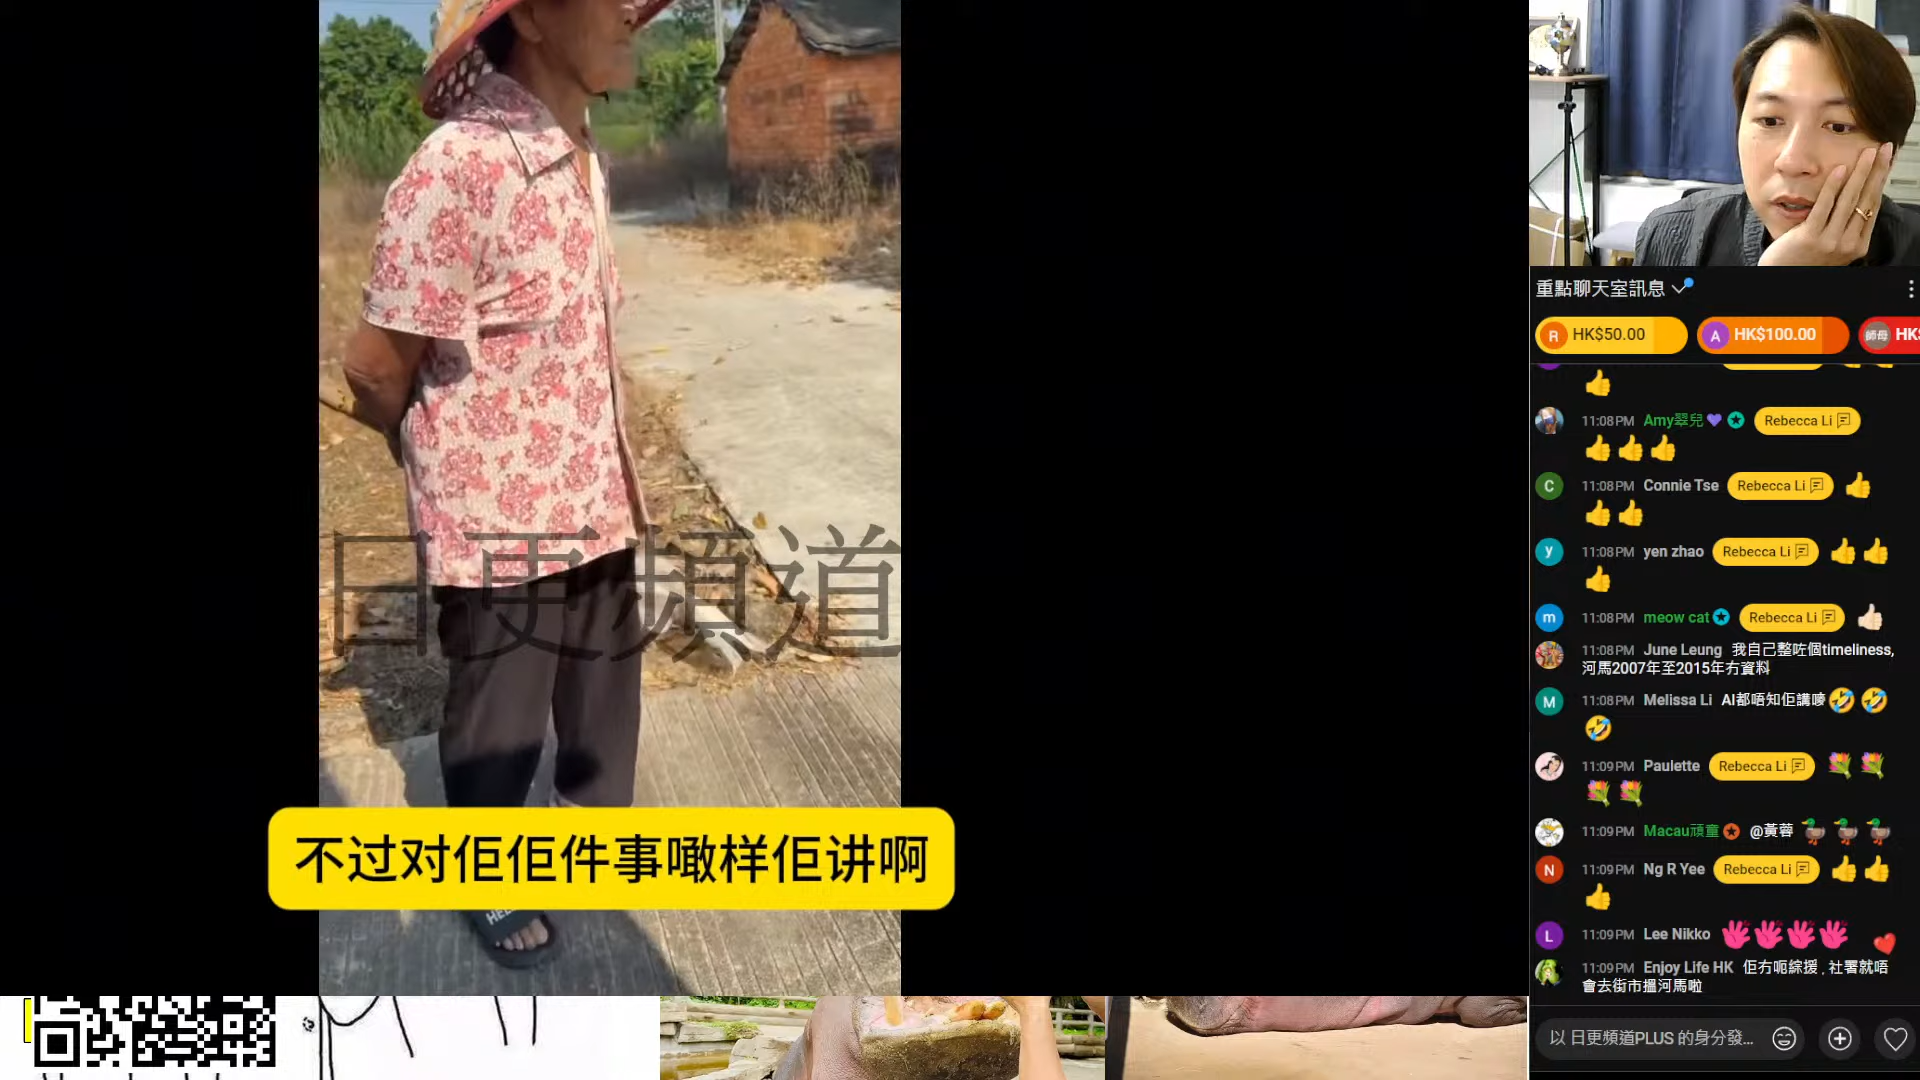 日更頻道
不过对佢佢件事噉样佢讲啊
HEL
重點聊天室訊息
R HK$50.00
A HK$100.00
師母 HK$
11:08PM Amy翠兒 Rebecca Li
C 11:08PM Connie Tse Rebecca Li
y 11:08PM yen zhao Rebecca Li
m 11:08PM meow cat Rebecca Li
11:08PM June Leung 我自己整咗個timeliness,
河馬2007年至2015年冇資料
M 11:08PM Melissa Li AI都唔知佢講嚟
11:09PM Paulette Rebecca Li
11:09PM Macau頑童 @黃蓉
N 11:09PM Ng R Yee Rebecca Li
L 11:09PM Lee Nikko
11:09PM Enjoy Life HK 佢冇呃綜援 , 社署就唔
會去街市搵河馬啦
以 日更頻道PLUS 的身分發...